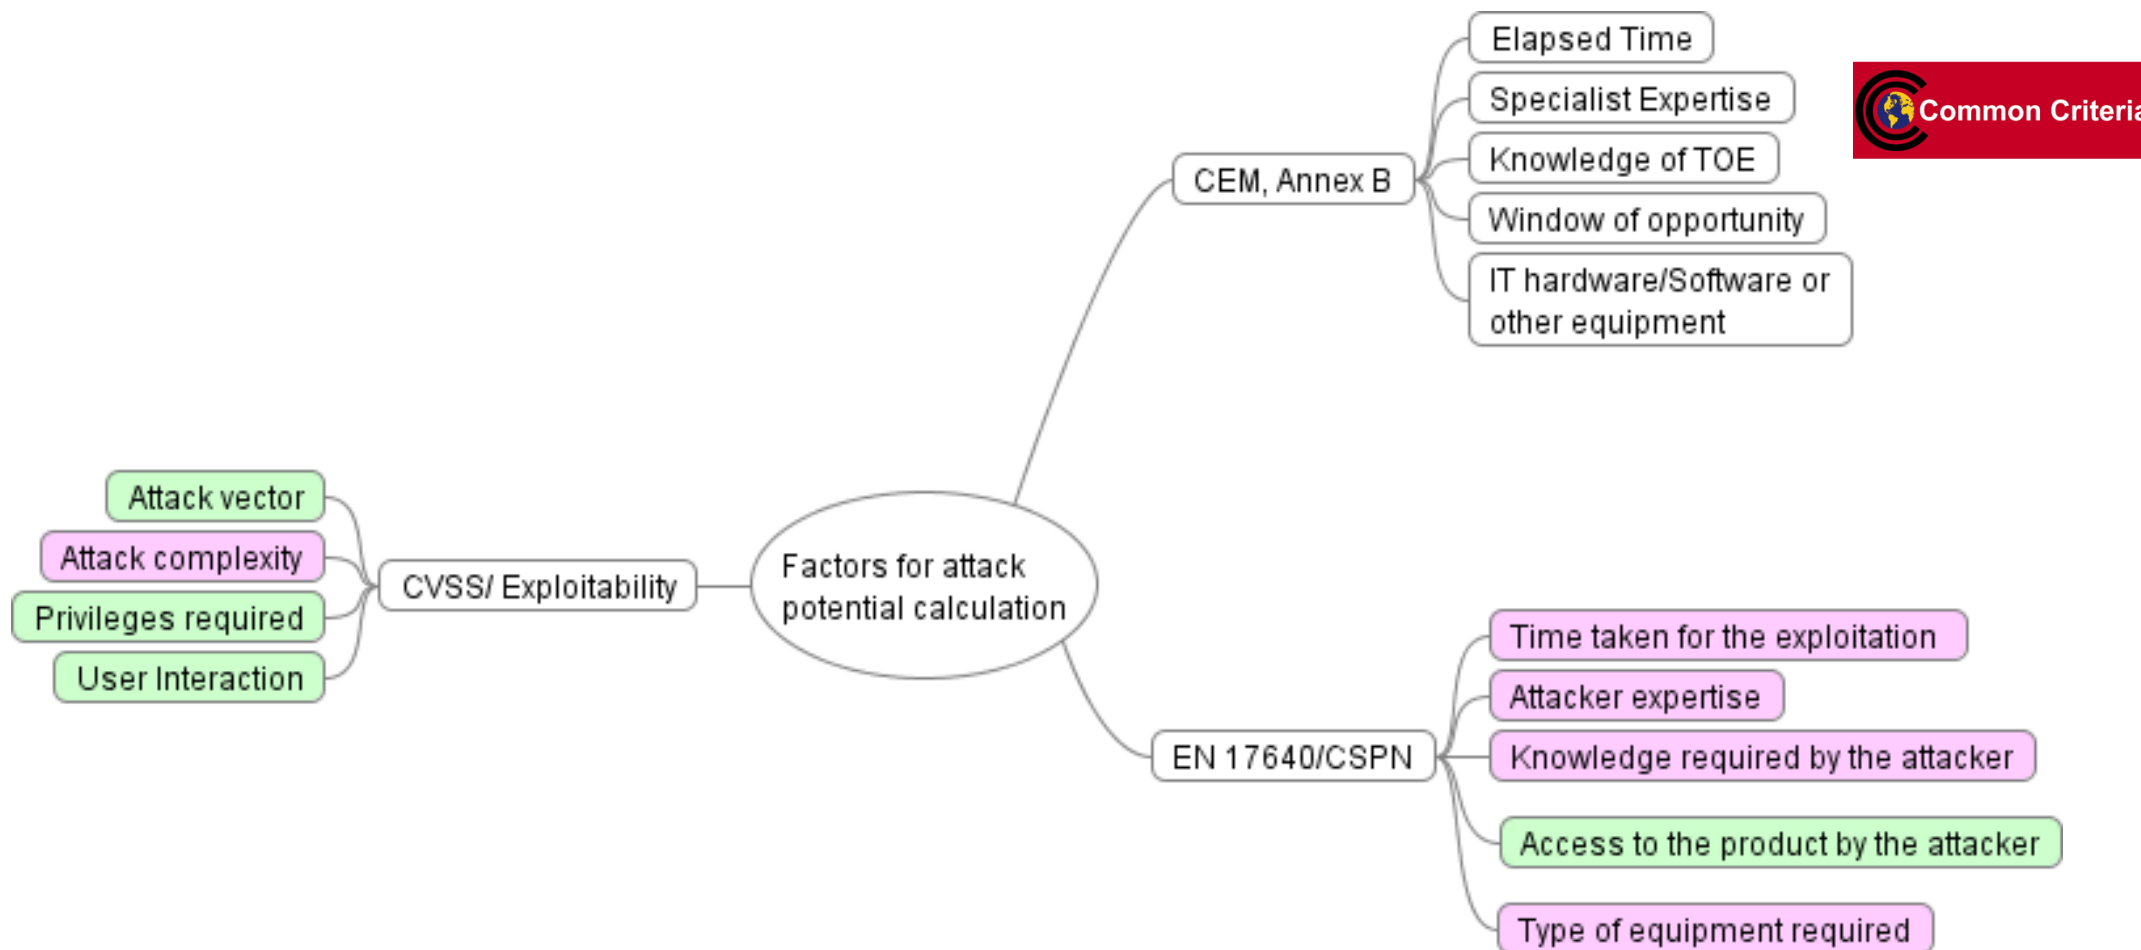 Elapsed Time
Specialist Expertise
Knowledge of TOE
Window of opportunity
IT hardware/Software or
other equipment
CEM, Annex B
Common Criteria
Attack vector
Attack complexity
Privileges required
User Interaction
CVSS/ Exploitability
Factors for attack
potential calculation
EN 17640/CSPN
Time taken for the exploitation
Attacker expertise
Knowledge required by the attacker
Access to the product by the attacker
Type of equipment required